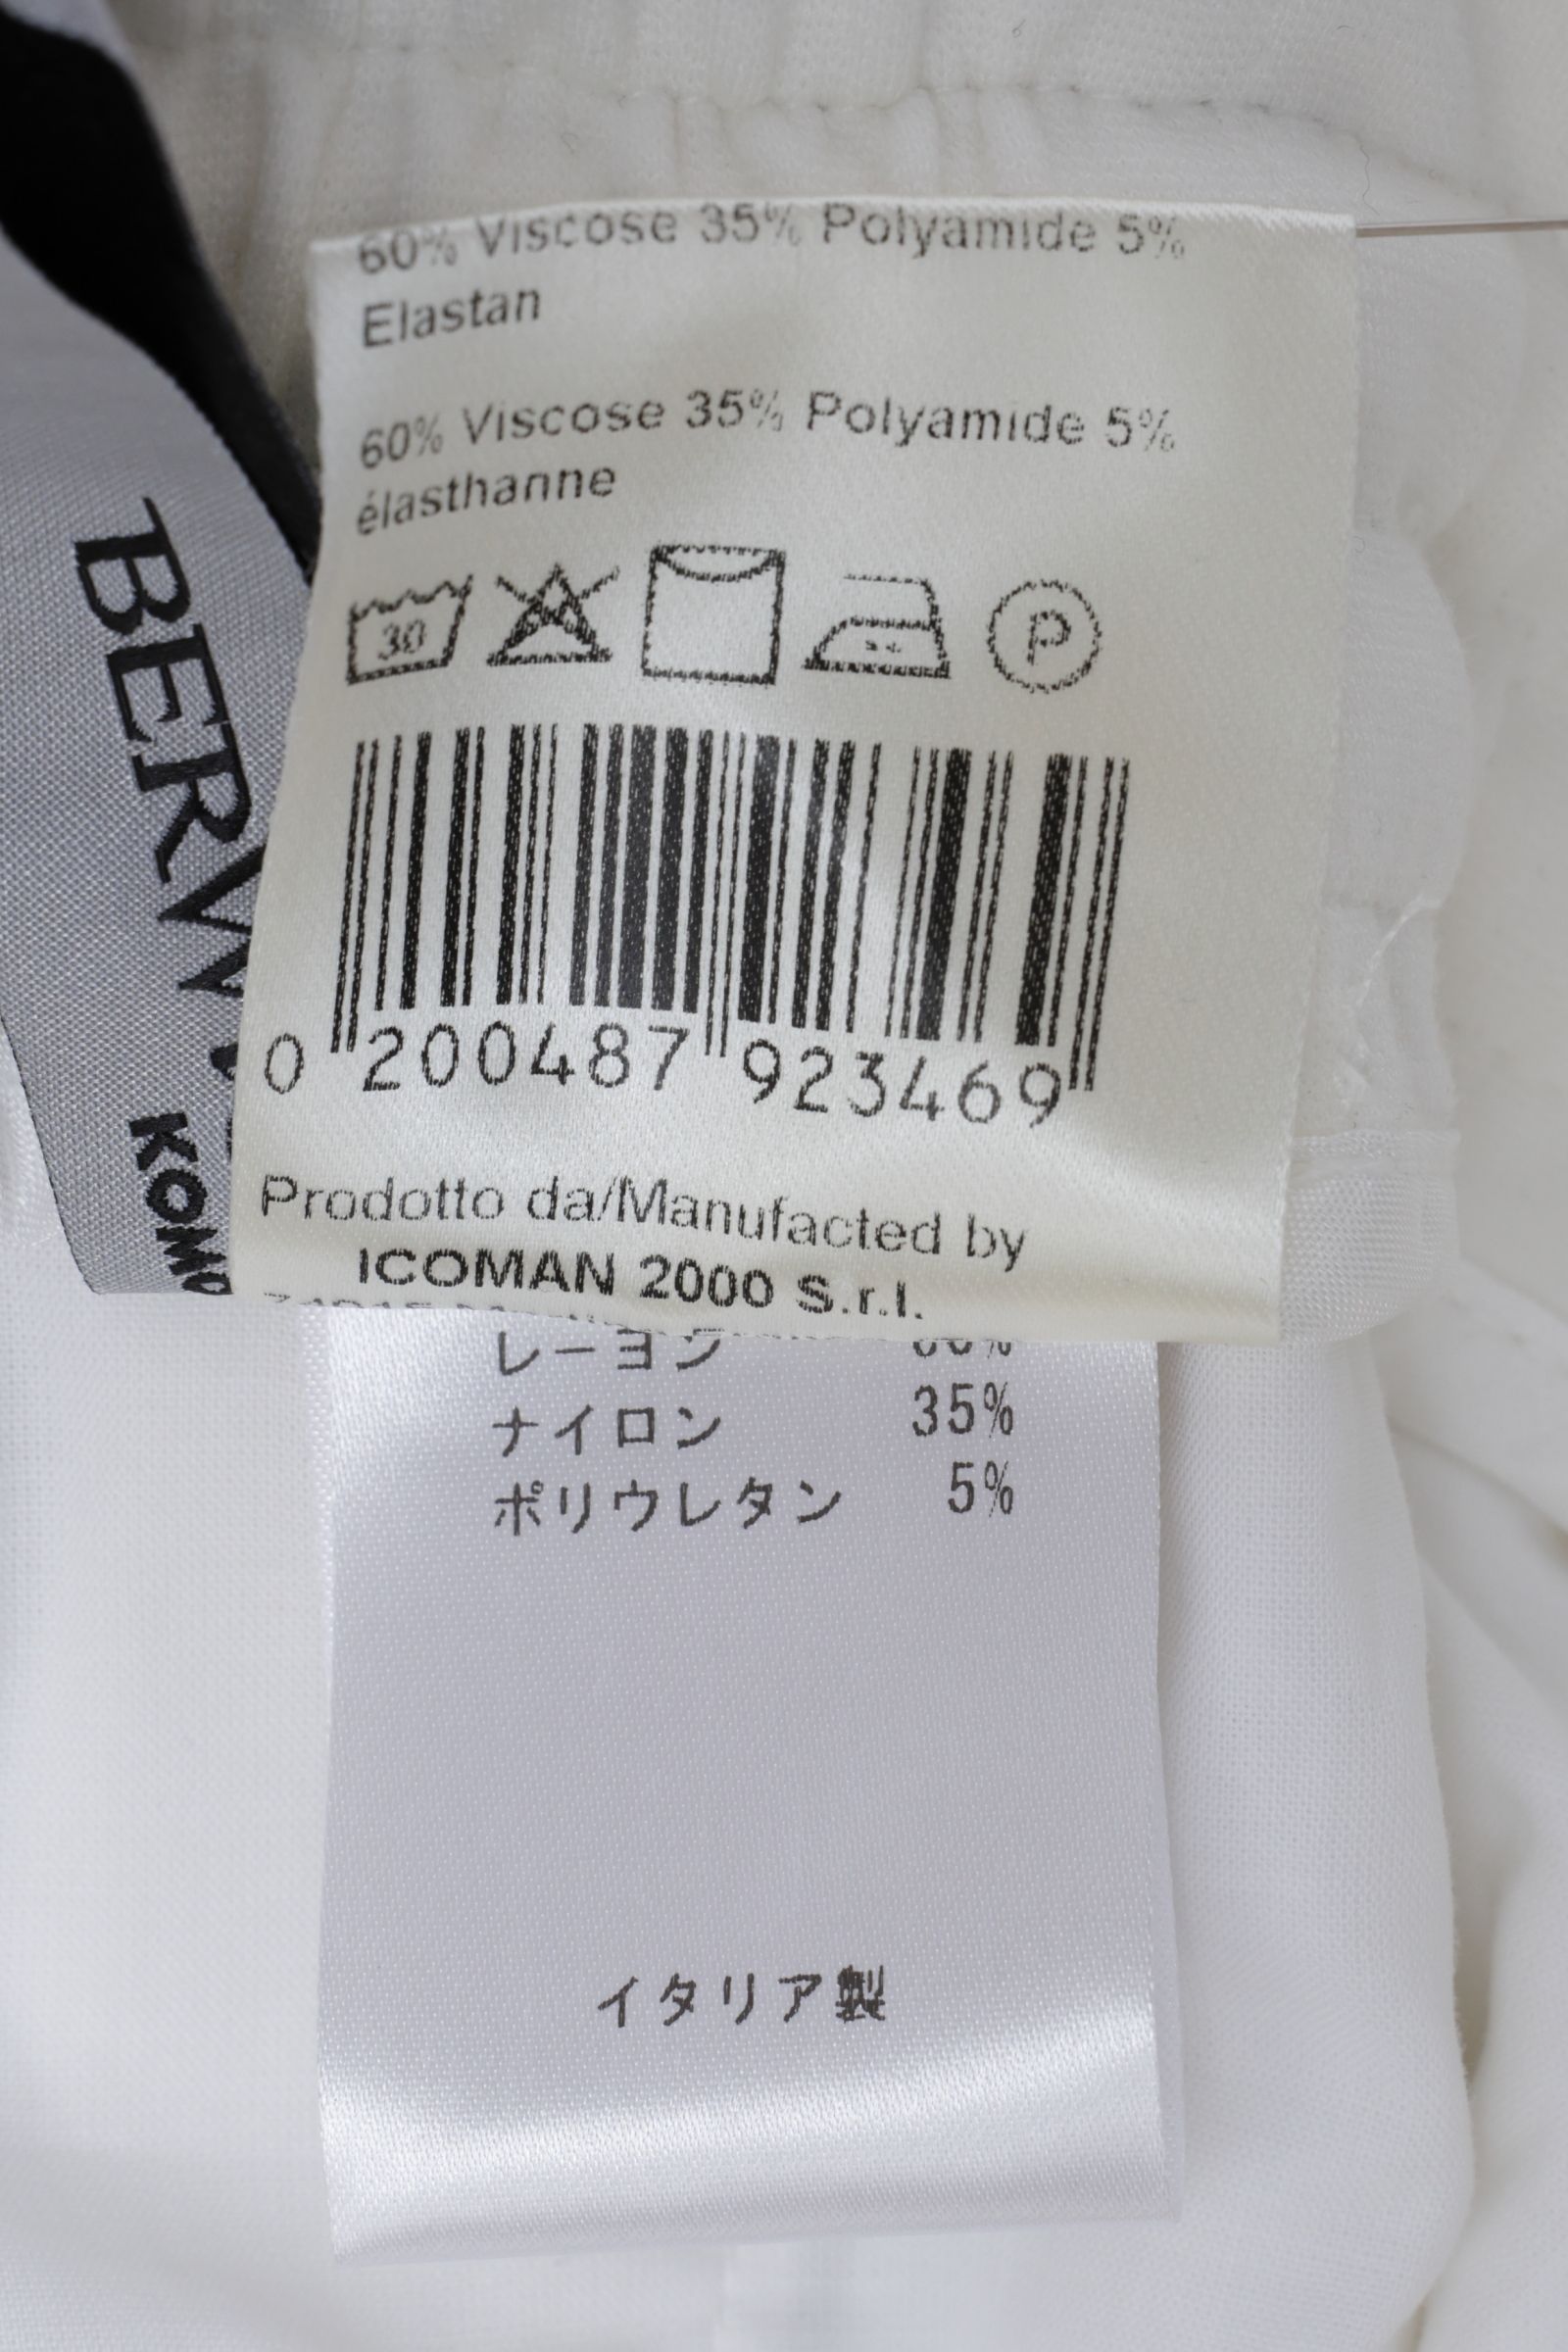 60% Viscose 35% Polyamide 5%
Elastan
60% Viscose 35% Polyamide 5%
élasthanne
30
P
0 200487 923469
Prodotto da/Manufacted by
ICOMAN 2000 S.r.l.
レーヨン
ナイロン 35%
ポリウレタン 5%
イタリア製